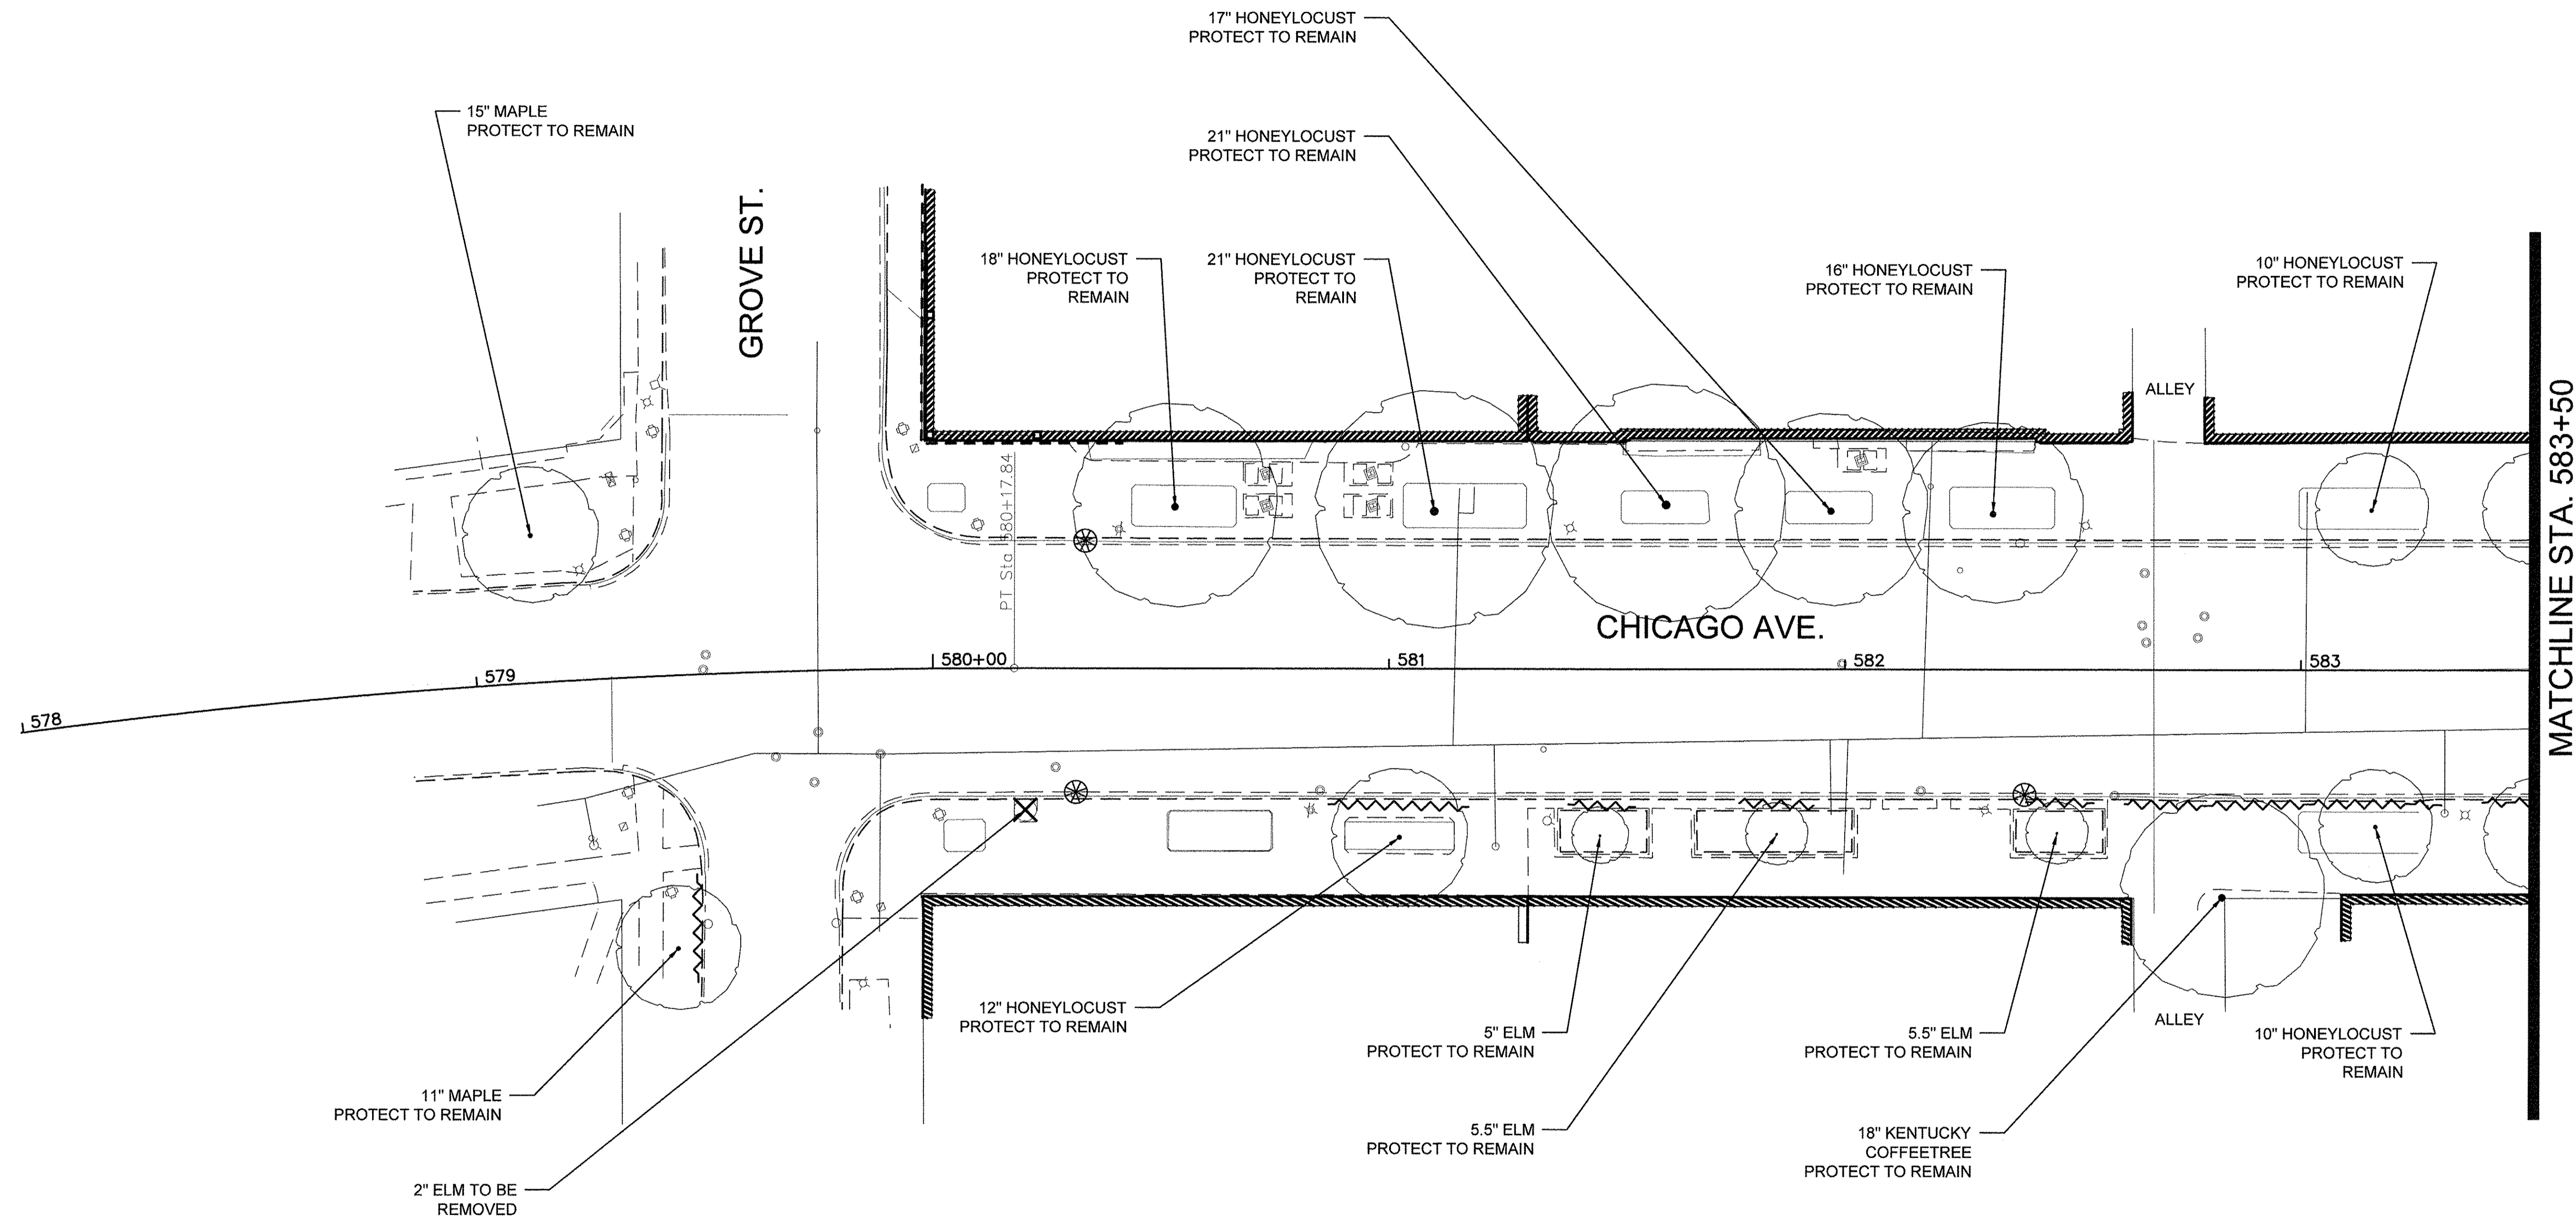 17" HONEYLOCUST
PROTECT TO REMAIN
15" MAPLE
PROTECT TO REMAIN
21" HONEYLOCUST
PROTECT TO REMAIN
GROVE ST.
18" HONEYLOCUST
PROTECT TO
REMAIN
21" HONEYLOCUST
PROTECT TO
REMAIN
16" HONEYLOCUST
PROTECT TO REMAIN
10" HONEYLOCUST
PROTECT TO REMAIN
ALLEY
MATCHLINE STA. 583+50
PT Sta 580+17.84
CHICAGO AVE.
578
579
580+00
581
582
583
12" HONEYLOCUST
PROTECT TO REMAIN
5" ELM
PROTECT TO REMAIN
5.5" ELM
PROTECT TO REMAIN
ALLEY
10" HONEYLOCUST
PROTECT TO
REMAIN
11" MAPLE
PROTECT TO REMAIN
5.5" ELM
PROTECT TO REMAIN
18" KENTUCKY
COFFEETREE
PROTECT TO REMAIN
2" ELM TO BE
REMOVED